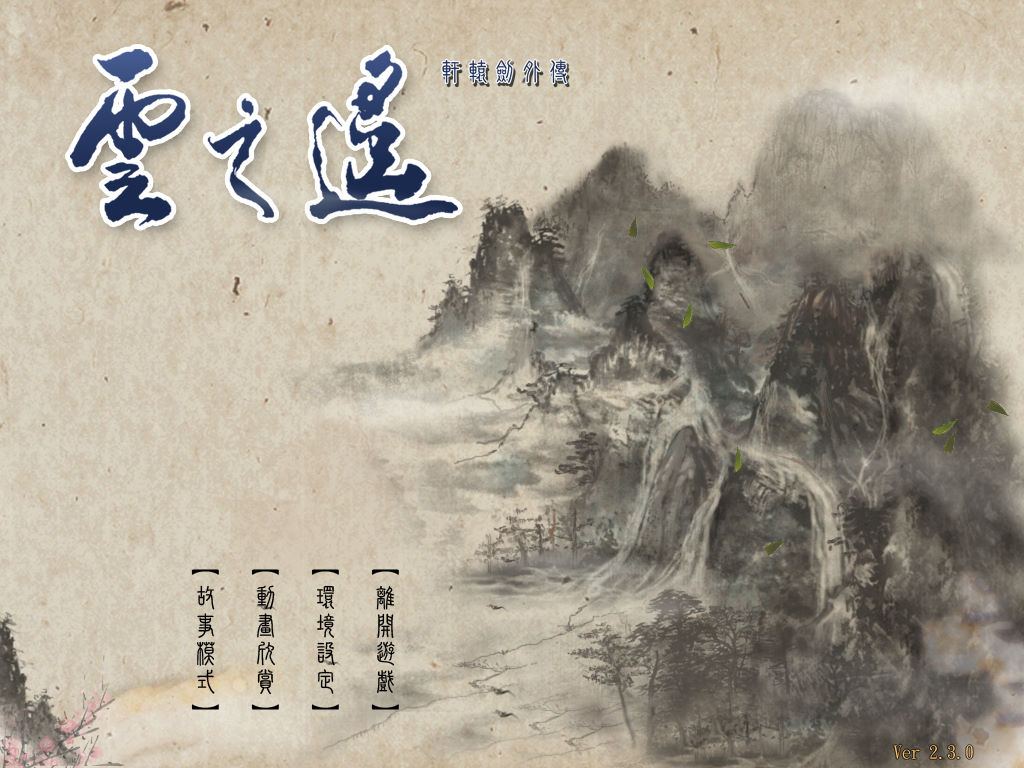 雲之遙
軒轅劍外傳
【故事模式】
【動畫欣賞】
【環境設定】
【離開遊戲】
Ver 2.3.0